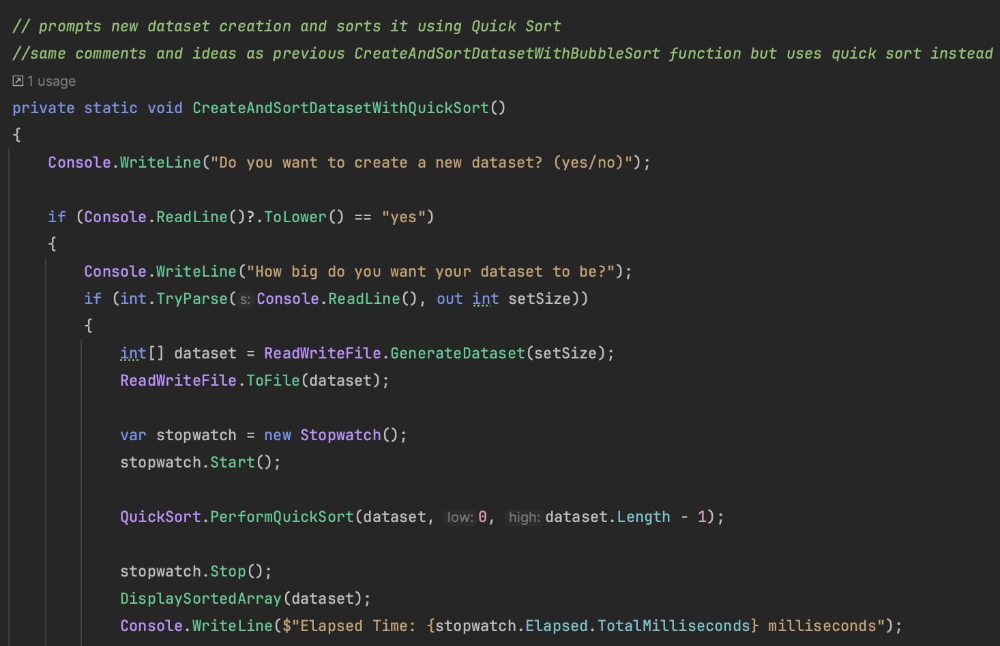 // prompts new dataset creation and sorts it using Quick Sort
//same comments and ideas as previous CreateAndSortDatasetWithBubbleSort function but uses quick sort instead
1 usage
private static void CreateAndSortDatasetWithQuickSort()
{
    Console.WriteLine("Do you want to create a new dataset? (yes/no)");
    if (Console.ReadLine()?.ToLower() == "yes")
    {
        Console.WriteLine("How big do you want your dataset to be?");
        if (int.TryParse(s: Console.ReadLine(), out int setSize))
        {
            int[] dataset = ReadWriteFile.GenerateDataset(setSize);
            ReadWriteFile.ToFile(dataset);
            var stopwatch = new Stopwatch();
            stopwatch.Start();
            QuickSort.PerformQuickSort(dataset, low: 0, high: dataset.Length - 1);
            stopwatch.Stop();
            DisplaySortedArray(dataset);
            Console.WriteLine($"Elapsed Time: {stopwatch.Elapsed.TotalMilliseconds} milliseconds");